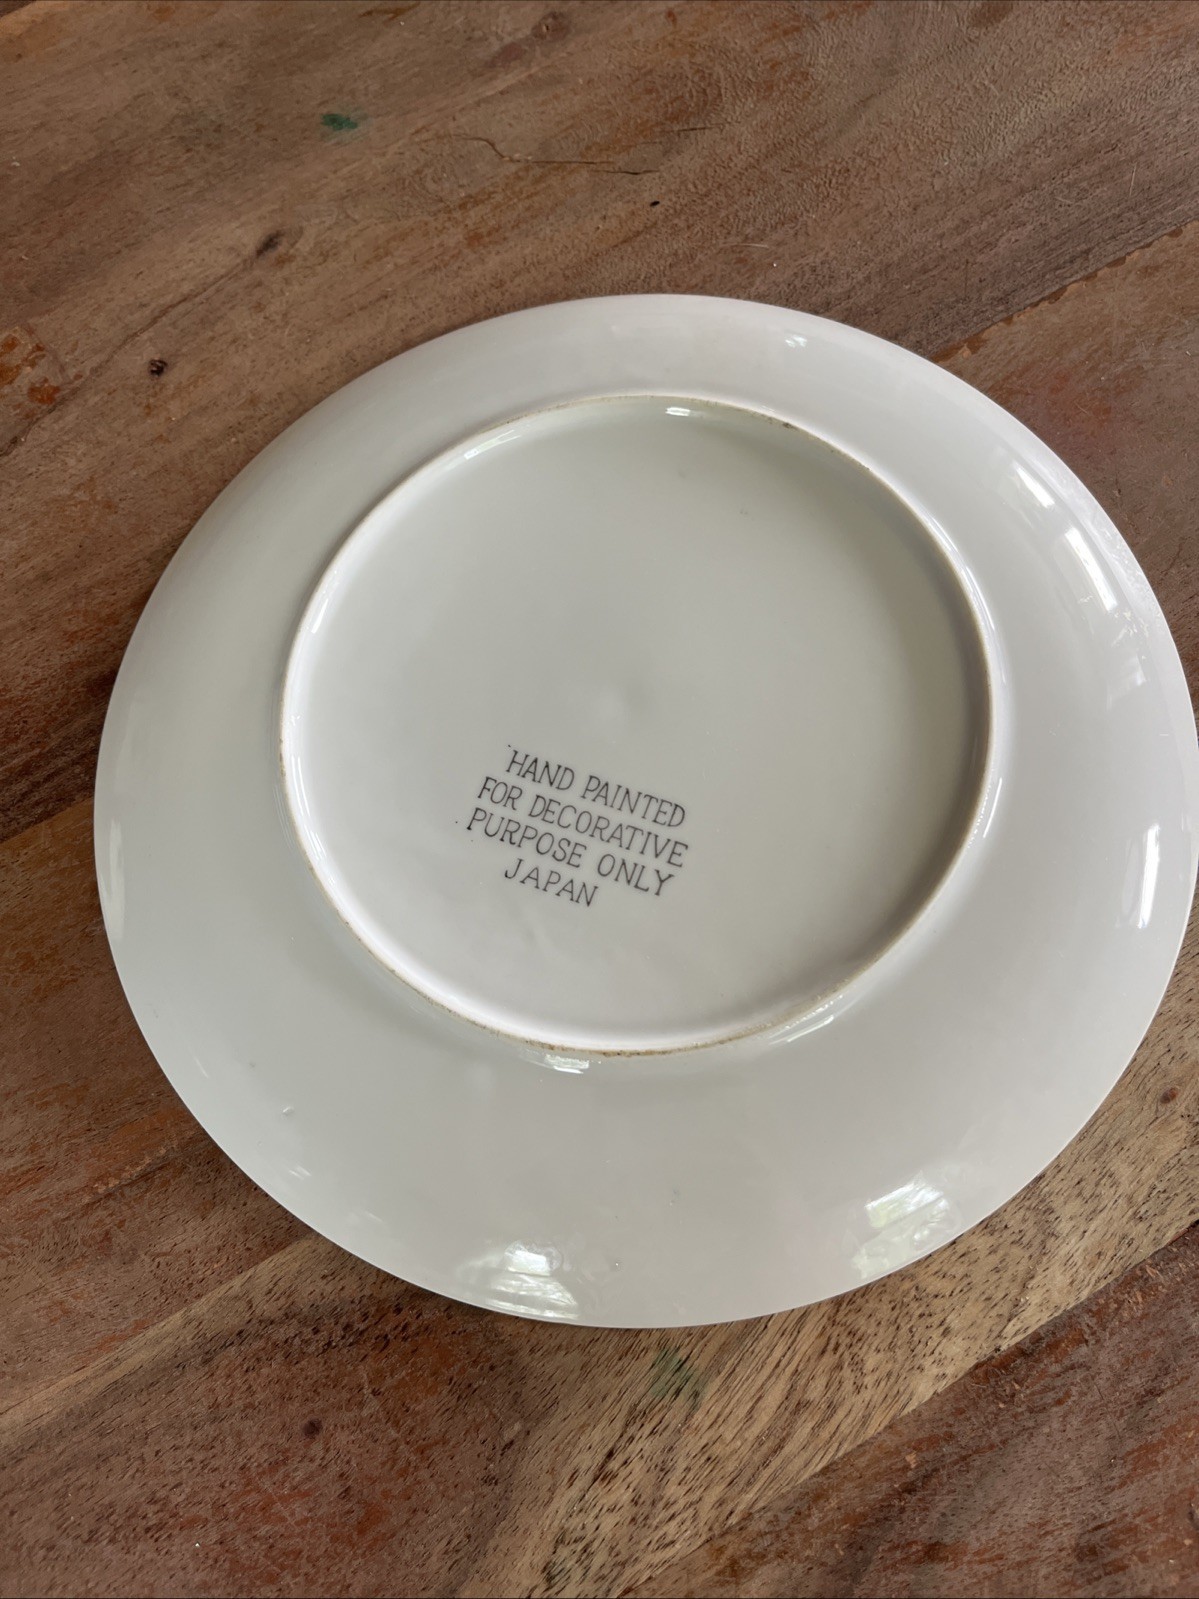 HAND PAINTED
FOR DECORATIVE
PURPOSE ONLY
JAPAN